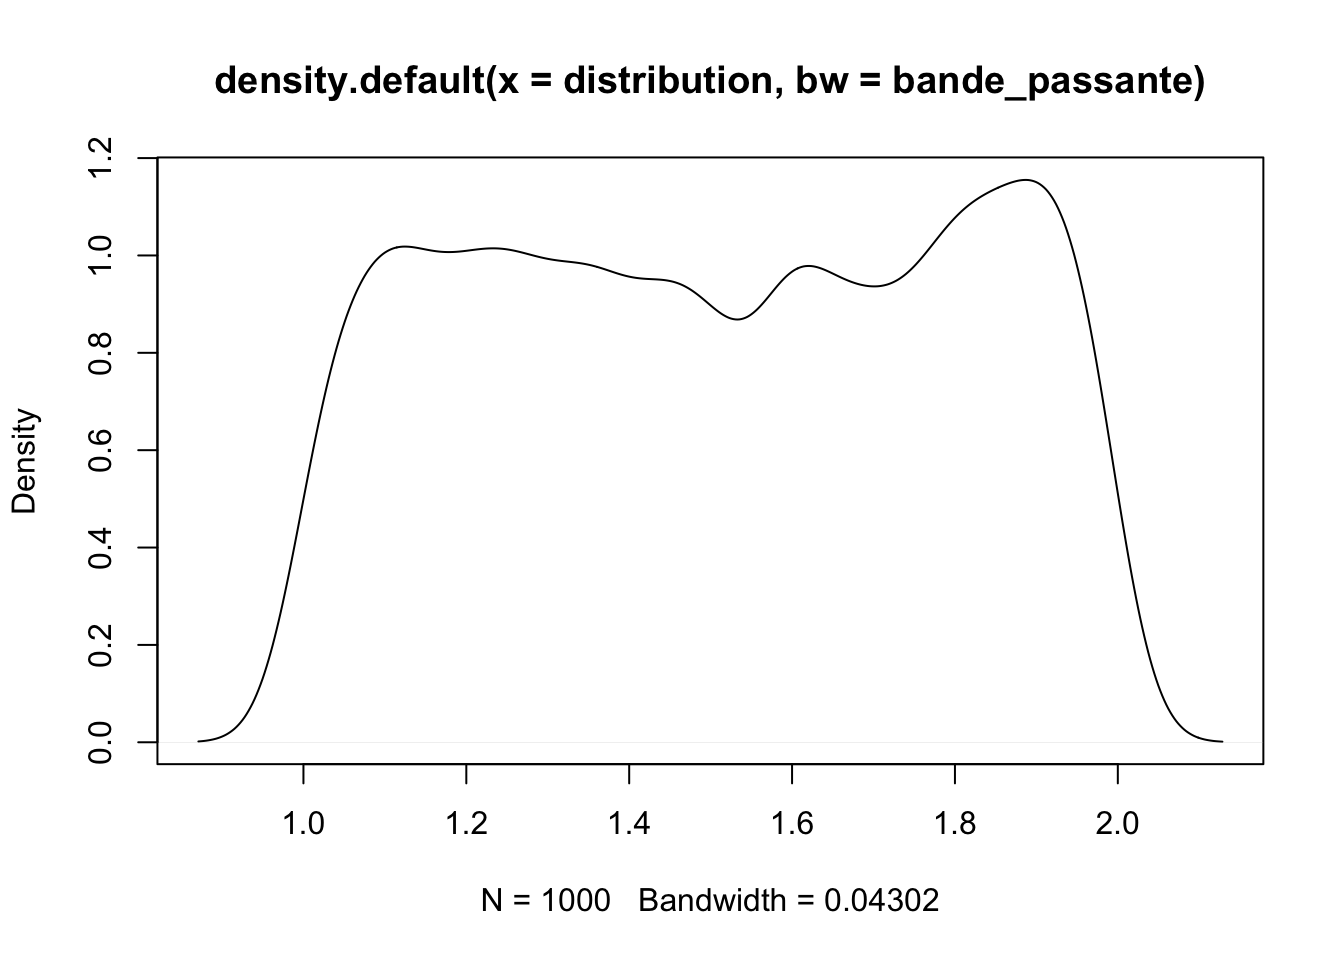 density.default(x = distribution, bw = bande_passante)
1.2
1.0
0.8
0.6
0.4
0.2
0.0
Density
1.0 1.2 1.4 1.6 1.8 2.0
N = 1000 Bandwidth = 0.04302